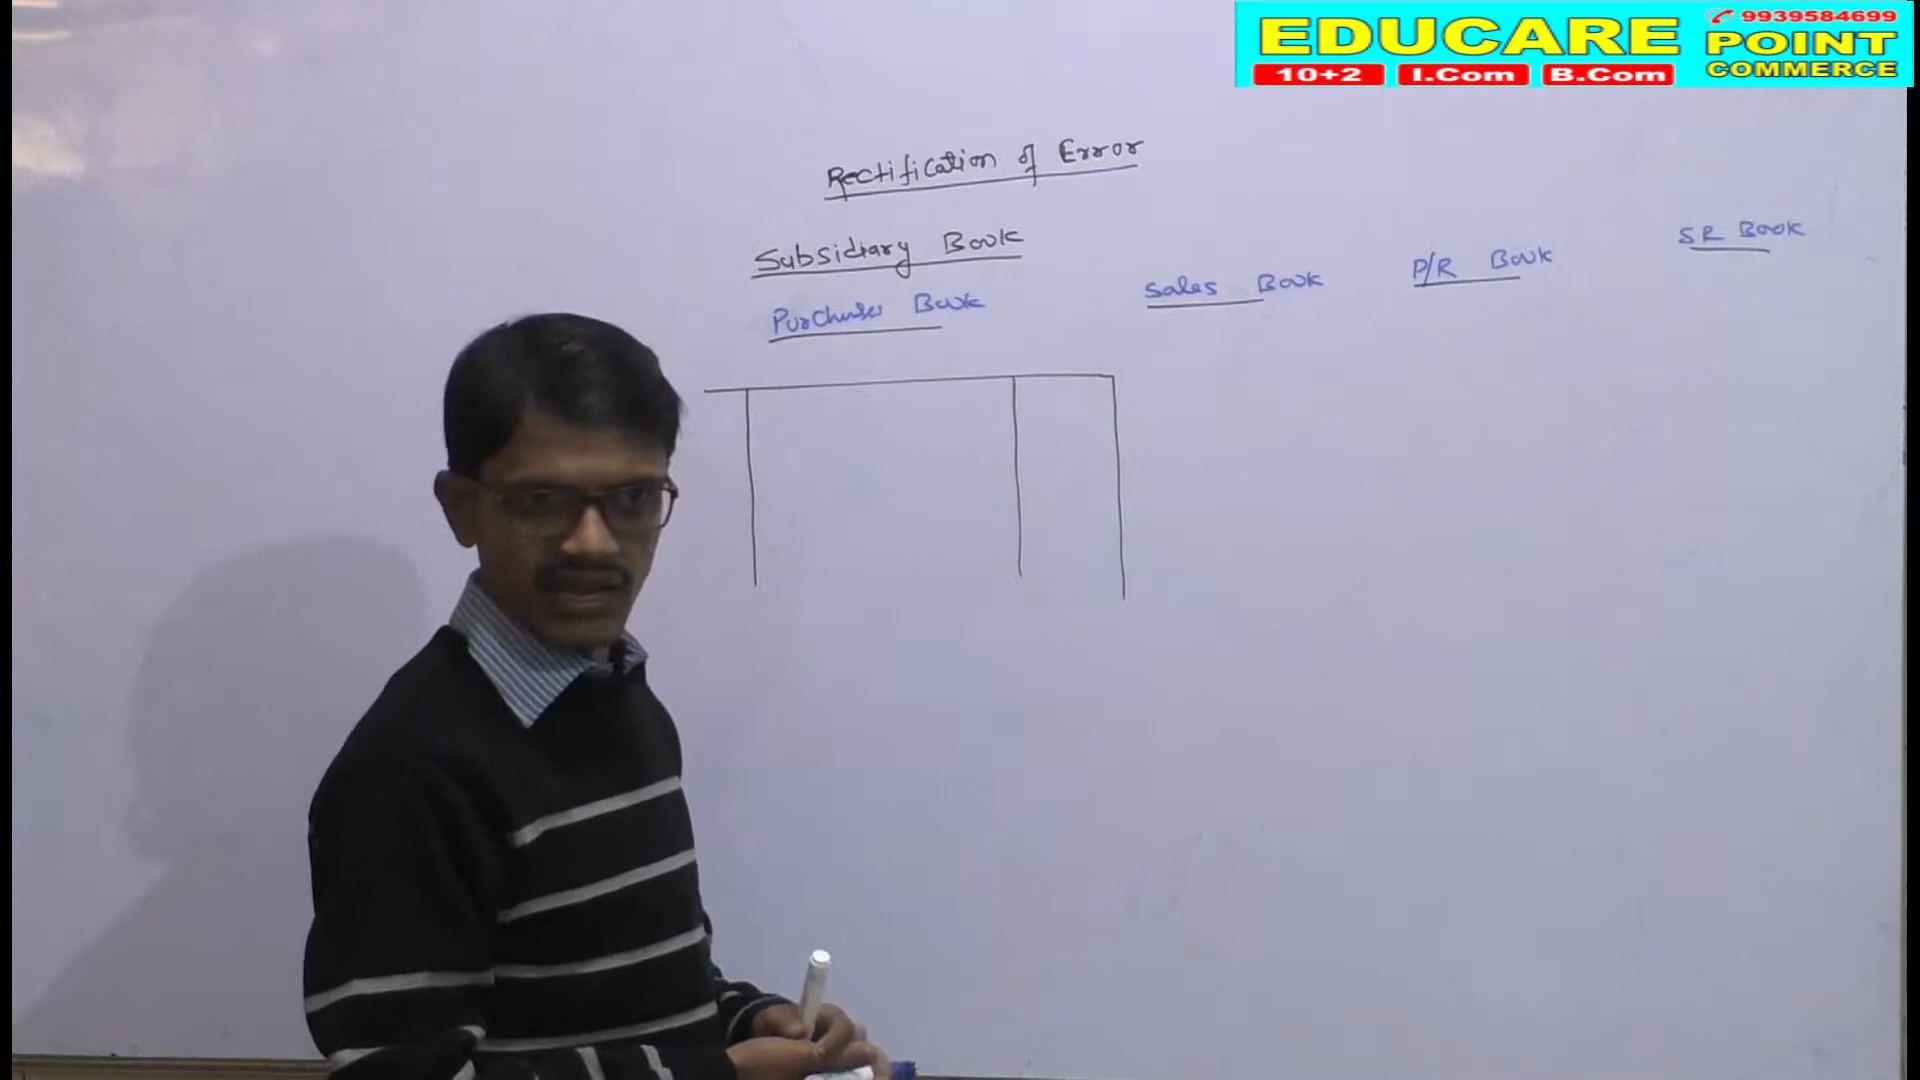 EDUCARE POINT COMMERCE
9939584699
10+2 I.Com B.Com
Rectification of Error
Subsidiary Book
Purchases Book
Sales Book
P/R Book
SR Book